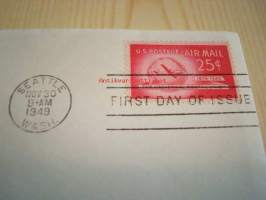 U.S. POSTAGE AIR MAIL
25¢
SEATTLE
NOV 30
9-AM
1949
WASH.
FIRST DAY OF ISSUE